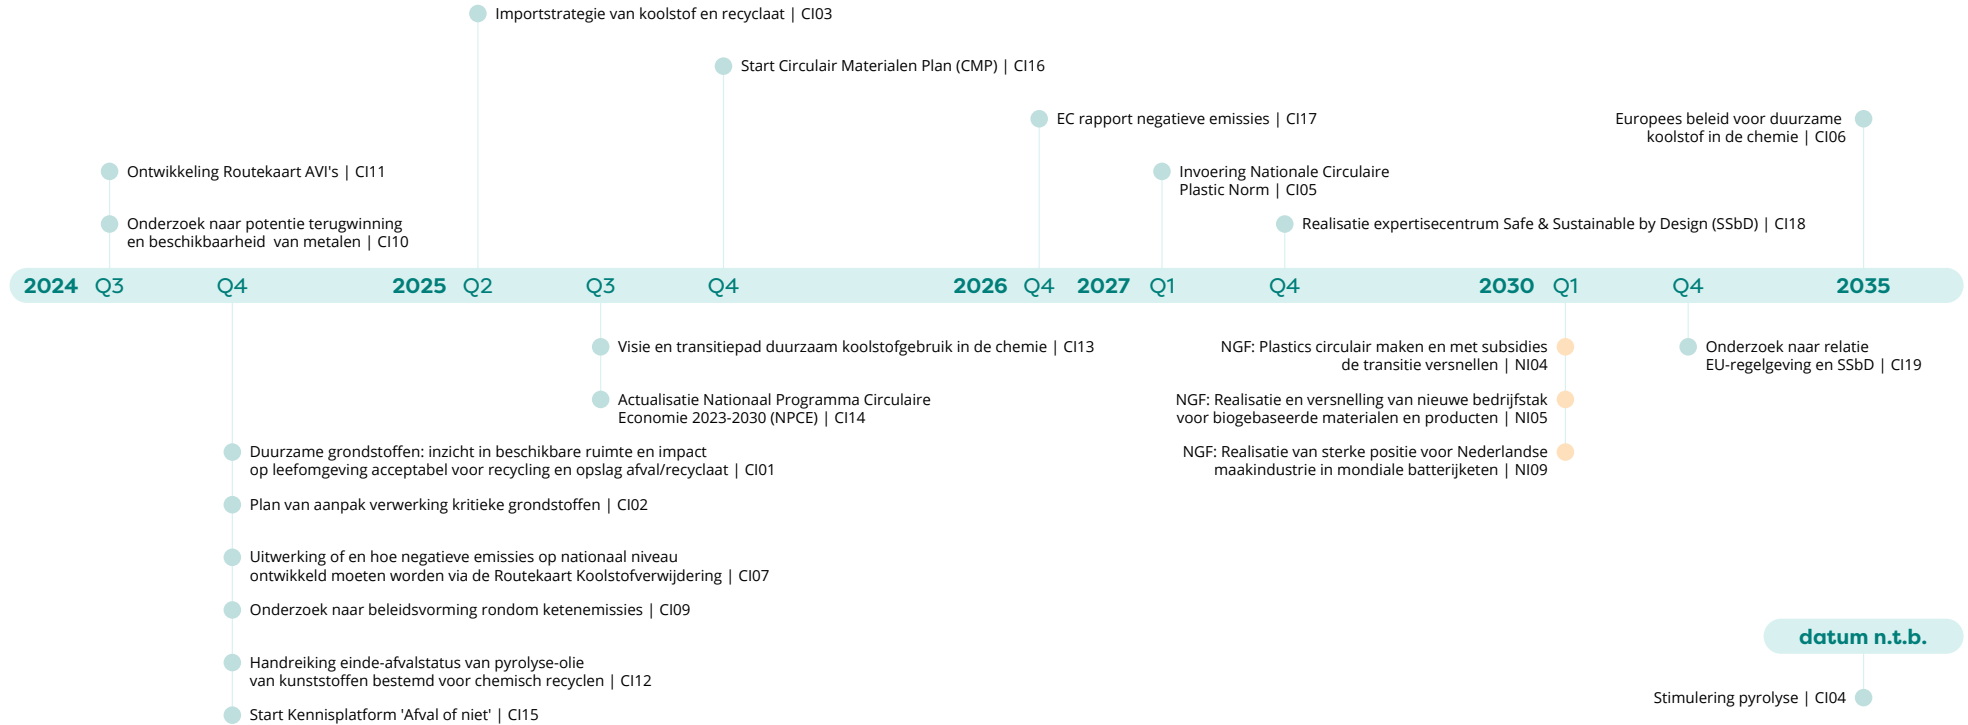 Importstrategie van koolstof en recyclaat | CI03
Start Circulair Materialen Plan (CMP) | CI16
EC rapport negatieve emissies | CI17
Europees beleid voor duurzame
koolstof in de chemie | CI06
Ontwikkeling Routekaart AVI's | CI11
Invoering Nationale Circulaire
Plastic Norm | CI05
Onderzoek naar potentie terugwinning
en beschikbaarheid van metalen | CI10
Realisatie expertisecentrum Safe & Sustainable by Design (SSbD) | CI18
2024 Q3 Q4 2025 Q2 Q3 Q4 2026 Q4 2027 Q1 Q4 2030 Q1 Q4 2035
Visie en transitiepad duurzaam koolstofgebruik in de chemie | CI13
NGF: Plastics circulair maken en met subsidies
de transitie versnellen | NI04
Onderzoek naar relatie
EU-regelgeving en SSbD | CI19
Actualisatie Nationaal Programma Circulaire
Economie 2023-2030 (NPCE) | CI14
NGF: Realisatie en versnelling van nieuwe bedrijfstak
voor biogebaseerde materialen en producten | NI05
Duurzame grondstoffen: inzicht in beschikbare ruimte en impact
op leefomgeving acceptabel voor recycling en opslag afval/recyclaat | CI01
NGF: Realisatie van sterke positie voor Nederlandse
maakindustrie in mondiale batterijketen | NI09
Plan van aanpak verwerking kritieke grondstoffen | CI02
Uitwerking of en hoe negatieve emissies op nationaal niveau
ontwikkeld moeten worden via de Routekaart Koolstofverwijdering | CI07
Onderzoek naar beleidsvorming rondom ketenemissies | CI09
Handreiking einde-afvalstatus van pyrolyse-olie
van kunststoffen bestemd voor chemisch recyclen | CI12
Start Kennisplatform 'Afval of niet' | CI15
datum n.t.b.
Stimulering pyrolyse | CI04